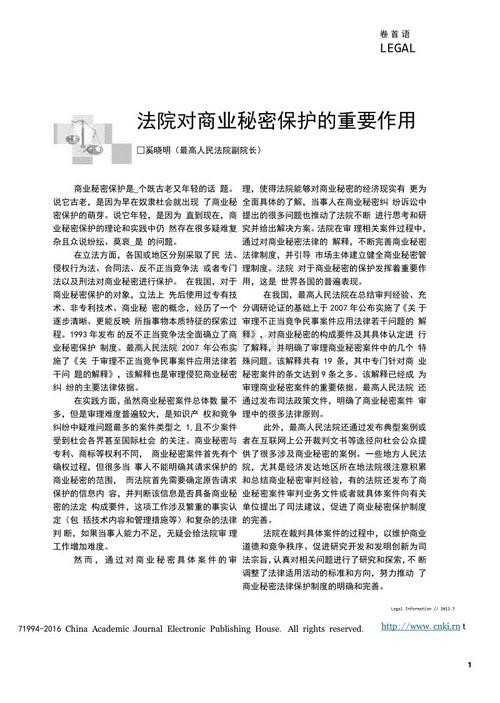 卷首语
LEGAL
法院对商业秘密保护的重要作用
□奚晓明（最高人民法院副院长）
商业秘密保护是_个既古老又年轻的话 题。
说它古老，是因为早在奴隶社会就出现 了商业秘
密保护的萌芽。说它年轻，是因为 直到现在，商
业秘密保护的理论和实践中仍 然存在很多疑难复
杂且众说纷纭、莫衷_是 的问题。
在立法方面，各国或地区分别采取了民 法、
侵权行为法、合同法、反不正当竞争法 或者专门
法以及刑法对商业秘密进行保护。 在我国，对于
商业秘密保护的对象，立法上 先后使用过专有技
术、非专利技术、商业秘 密的概念，经历了一个
逐步清晰、更能反映 所指事物本质特征的探索过
程。1993 年发布 的反不正当竞争法全面确立了商
业秘密保护 制度。最高人民法院 2007 年公布实
施了《关 于审理不正当竞争民事案件应用法律若
干问 题的解释》，该解释也是审理侵犯商业秘密
纠 纷的主要法律依据。
在实践方面，虽然商业秘密案件总体数 量不
多，但是审理难度普遍较大，是知识产 权和竞争
纠纷中疑难问题最多的案件类型之 1,且不少案件
受到社会各界甚至国际社会 的关注。商业秘密与
专利、商标等权利不同， 商业秘密案件首先有个
确权过程，但很多当 事人不能明确其请求保护的
商业秘密的范围， 而法院首先需要确定原告请求
保护的信息内 容，并判断该信息是否具备商业秘
密的法定 构成要件，这项工作涉及繁重的事实认
定（包 括技术内容和管理措施等）和复杂的法律
判 断，如果当事人能力不足，无疑会给法院审 理
工作增加难度。
然而，通过对商业秘密具体案件的审
理，使得法院能够对商业秘密的经济现实有 更为
全面具体的了解，当事人在商业秘密纠 纷诉讼中
提出的很多问题也推动了法院不断 进行思考和研
究并给出解决方案。法院在审 理相关案件过程中，
通过对商业秘密法律的 解释，不断完善商业秘密
法律制度，并引导 市场主体建立健全商业秘密管
理制度。法院 对于商业秘密的保护发挥着重要作
用，这是 世界各国的普遍表现。
在我国，最高人民法院在总结审判经验、充
分调研论证的基础上于 2007 年公布实施了《关 于
审理不正当竞争民事案件应用法律若干问题的 解
释》，对商业秘密的构成要件及其具体认定进 行
了解释，并明确了审理商业秘密案件中的几个 特
殊问题。该解释共有 19 条，其中专门针对商 业
秘密案件的条文达到 9 条之多。该解释已经成 为
审理商业秘密案件的重要依据。最高人民法院 还
通过发布司法政策文件，明确了商业秘密案件 审
理中的很多法律原则。
此外，最高人民法院还通过发布典型案例或
者在互联网上公开裁判文书等途径向社会公众提
供了很多涉及商业秘密的案例。一些地方人民法
院，尤其是经济发达地区所在地法院很注意积累
和总结商业秘密审判经验，有的法院还发布了商
业秘密案件审判业务文件或者就具体案件向有关
单位提出了司法建议，促进了商业秘密保护制度
的完善。
法院在裁判具体案件的过程中，以维护商业
道德和竞争秩序、促进研究开发和发明创新为司
法宗旨,认真对相关问题进行了研究和探索，不 断
调整了法律适用活动的标准和方向，努力推动 了
商业秘密法律保护制度的明确和完善。
Legal Information // 2012.7
71994-2016 China Academic Journal Electronic Publishing House. All rights reserved. http://www. cnki.rn t
1